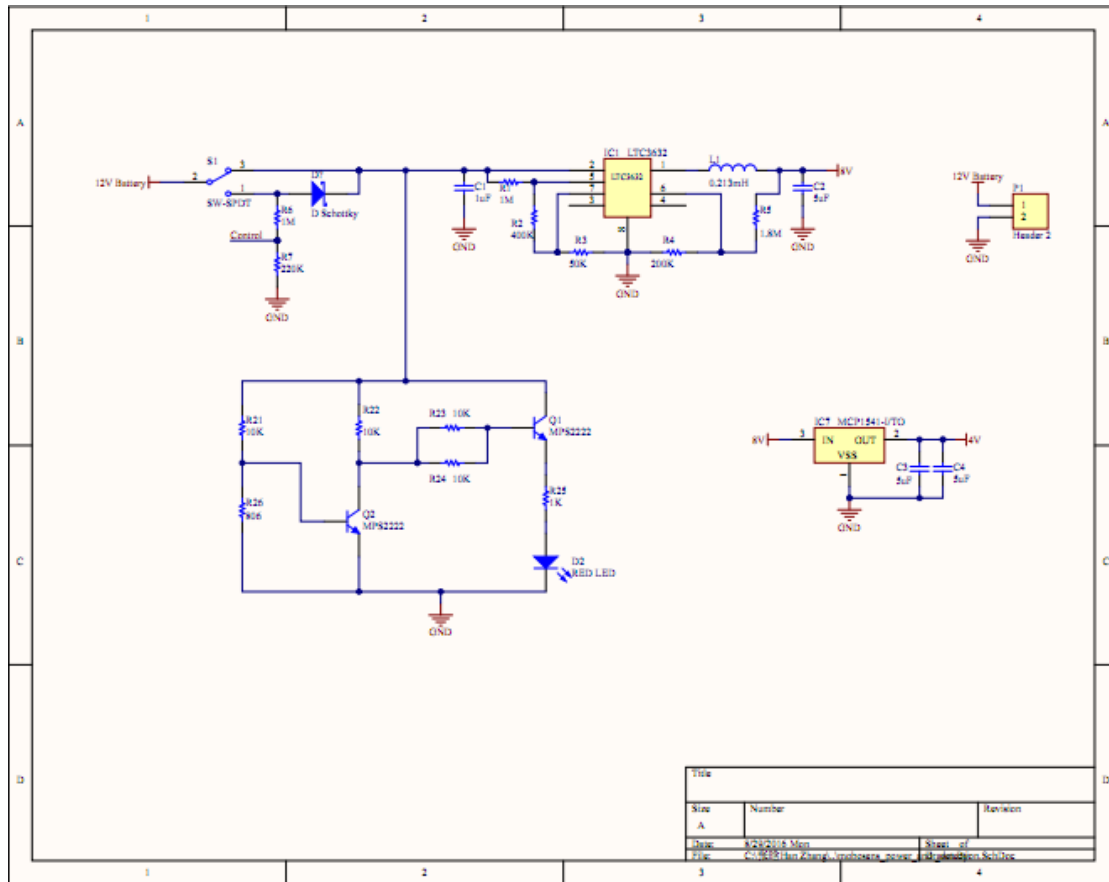 1 2 3 4
A A
B B
C C
D D
1 2 3 4
12V Battery
S1
2
3
1
SW-SPDT
D?
D Schottky
R6
1M
Control
R7
220K
GND
C1
1uF
GND
1M
R2
400K
IC1 LTC3632
LTC3632
2
5
7
3
1
6
4
8
R3
50K
R4
200K
GND
L1
0.213mH
R5
1.8M
8V
C2
5uF
GND
12V Battery
P1
1
2
Header 2
GND
R21
10K
R22
10K
R23 10K
R24 10K
Q1
MPS2222
R25
1K
R26
806
Q2
MPS2222
D2
RED LED
GND
IC7 MCP1541-I/TO
8V
3
IN OUT
VSS
2
1
4V
C3
5uF
C4
5uF
GND
Title
Size
A
Number
Revision
Date: 8/29/2016 Mon
Sheet of
File: